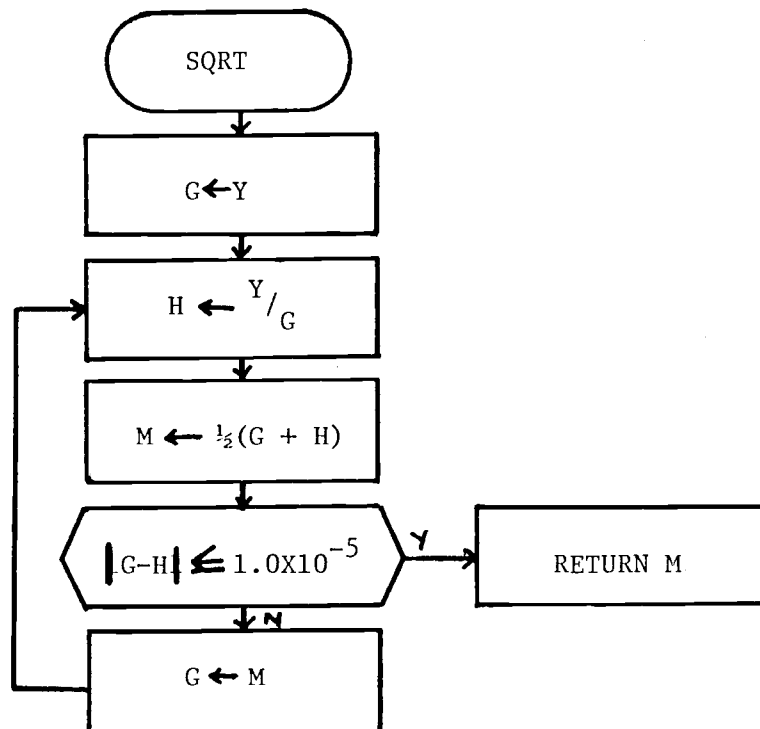 SQRT
G←Y
H ← Y/G
M ← ½(G + H)
|G-H| ≤ 1.0X10⁻⁵
Y
RETURN M
N
G ← M